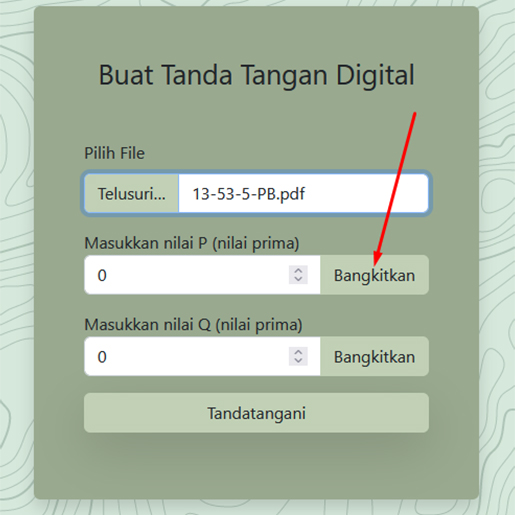 Buat Tanda Tangan Digital
Pilih File
Telusuri... 13-53-5-PB.pdf
Masukkan nilai P (nilai prima)
0 Bangkitkan
Masukkan nilai Q (nilai prima)
0 Bangkitkan
Tandatangani